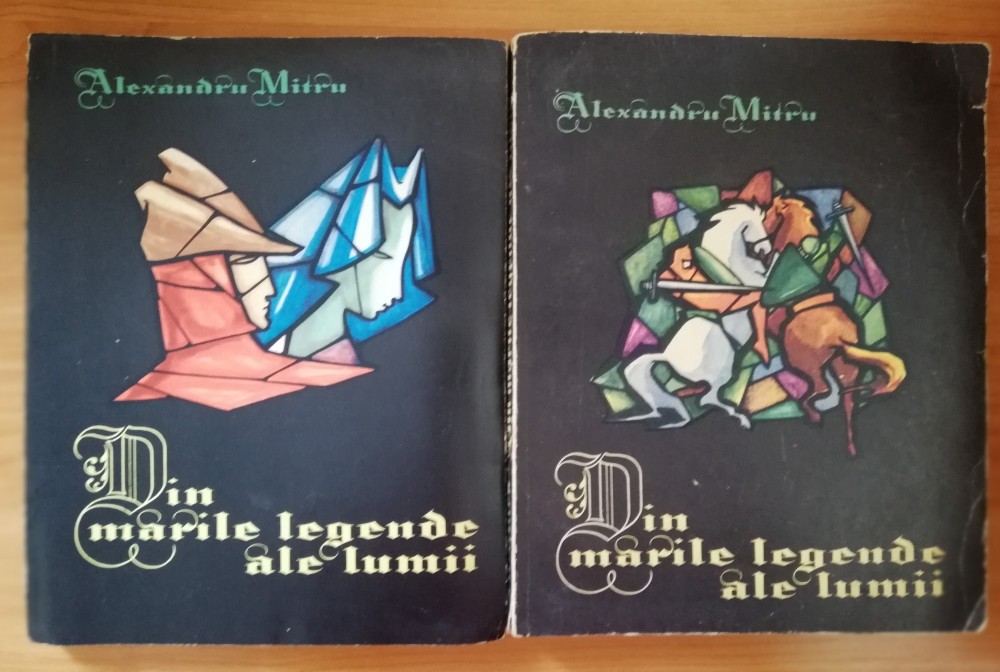 Alexandru Mitru
Din
marile legende
ale lumii
Alexandru Mitru
Din
marile legende
ale lumii